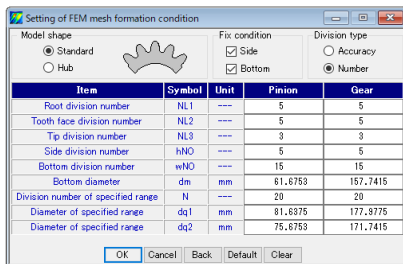 Setting of FEM mesh formation condition
Model shape
Standard
Hub
Fix condition
Side
Bottom
Division type
Accuracy
Number
Item Symbol Unit Pinion Gear
Root division number NL1 --- 5 5
Tooth face division number NL2 --- 5 5
Tip division number NL3 --- 3 3
Side division number hNO --- 5 5
Bottom division number wNO --- 15 15
Bottom diameter dm mm 61.6753 157.7415
Division number of specified range N --- 20 20
Diameter of specified range dq1 mm 81.6375 177.9775
Diameter of specified range dq2 mm 75.6753 171.7415
OK Cancel Back Default Clear